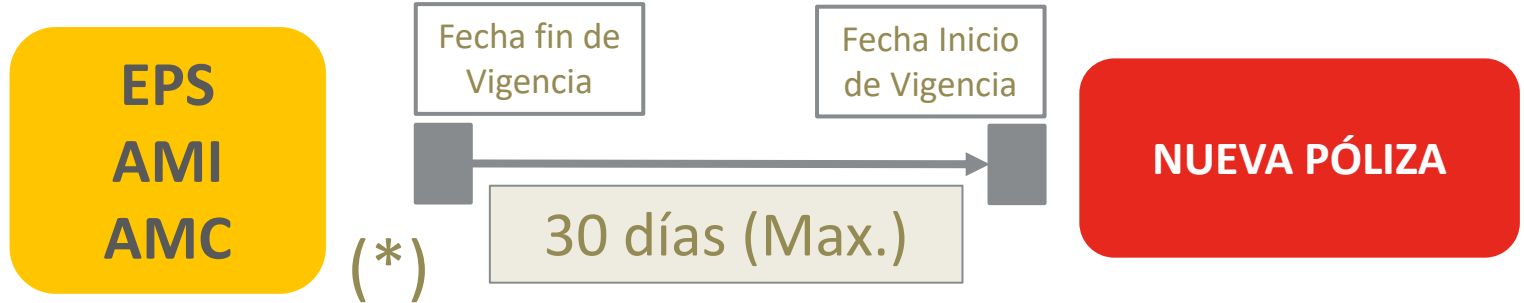 EPS
AMI
AMC
(*)
Fecha fin de
Vigencia
30 días (Max.)
Fecha Inicio
de Vigencia
NUEVA PÓLIZA